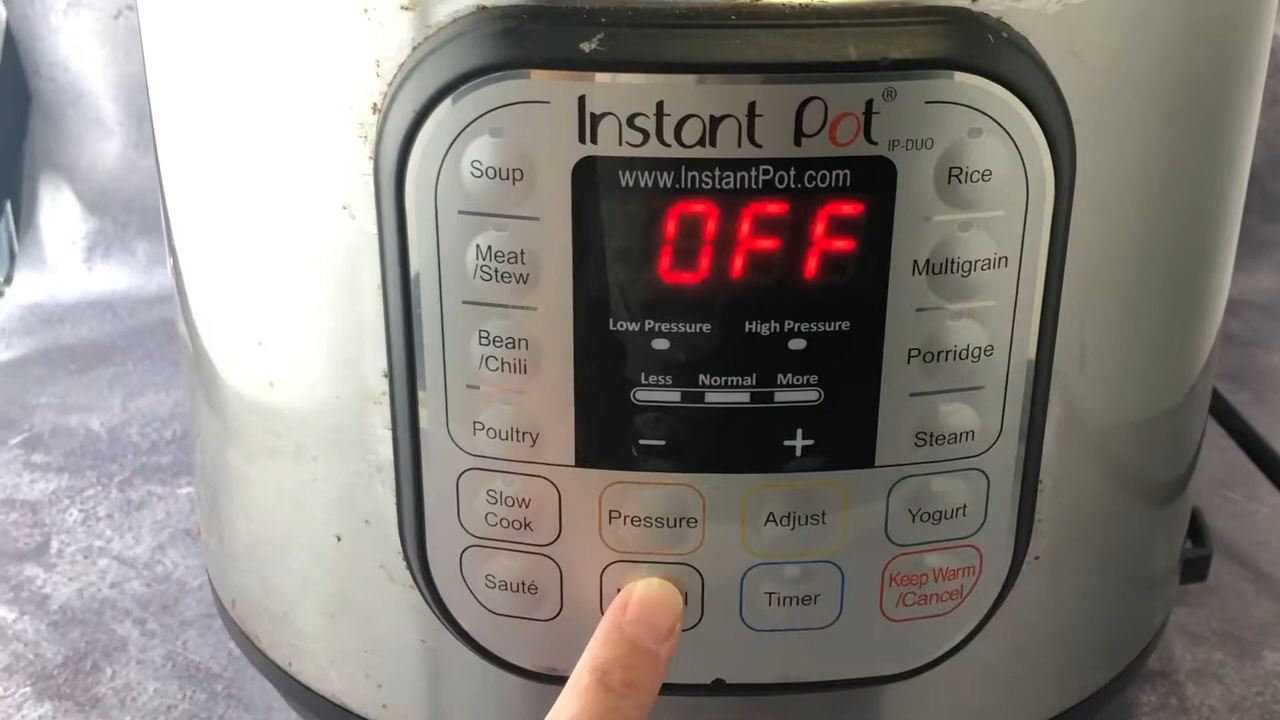 Instant Pot®
IP-DUO
www.InstantPot.com
OFF
Low Pressure
High Pressure
Less
Normal
More
−
+
Soup
Meat
/Stew
Bean
/Chili
Poultry
Rice
Multigrain
Porridge
Steam
Slow
Cook
Pressure
Adjust
Yogurt
Sauté
Timer
Keep Warm
/Cancel